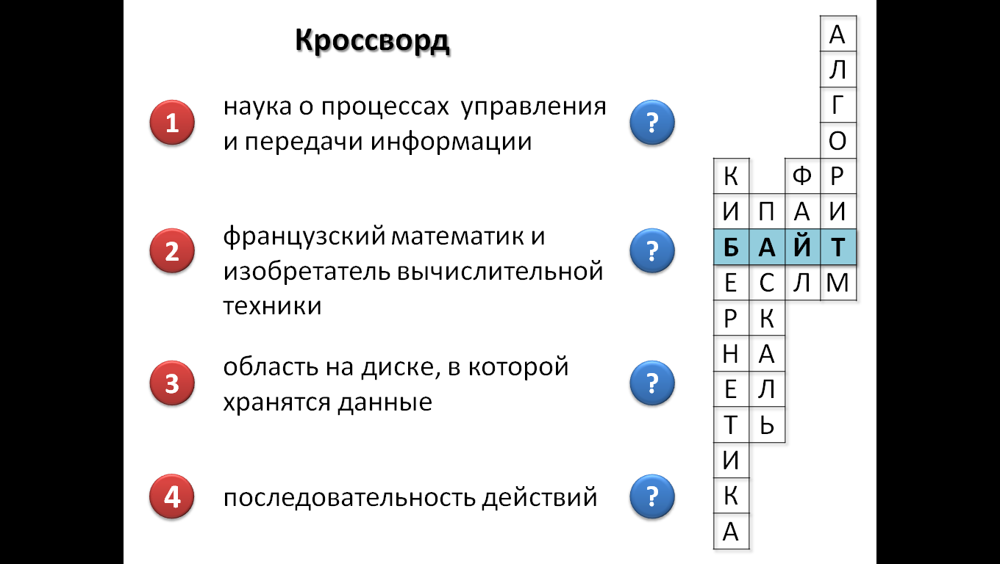 Кроссворд
1
наука о процессах управления
и передачи информации
?
2
французский математик и
изобретатель вычислительной
техники
?
3
область на диске, в которой
хранятся данные
?
4
последовательность действий
?
А
Л
Г
О
К Ф Р
И П А И
Б А Й Т
Е С Л М
Р К
Н А
Е Л
Т Ь
И
К
А